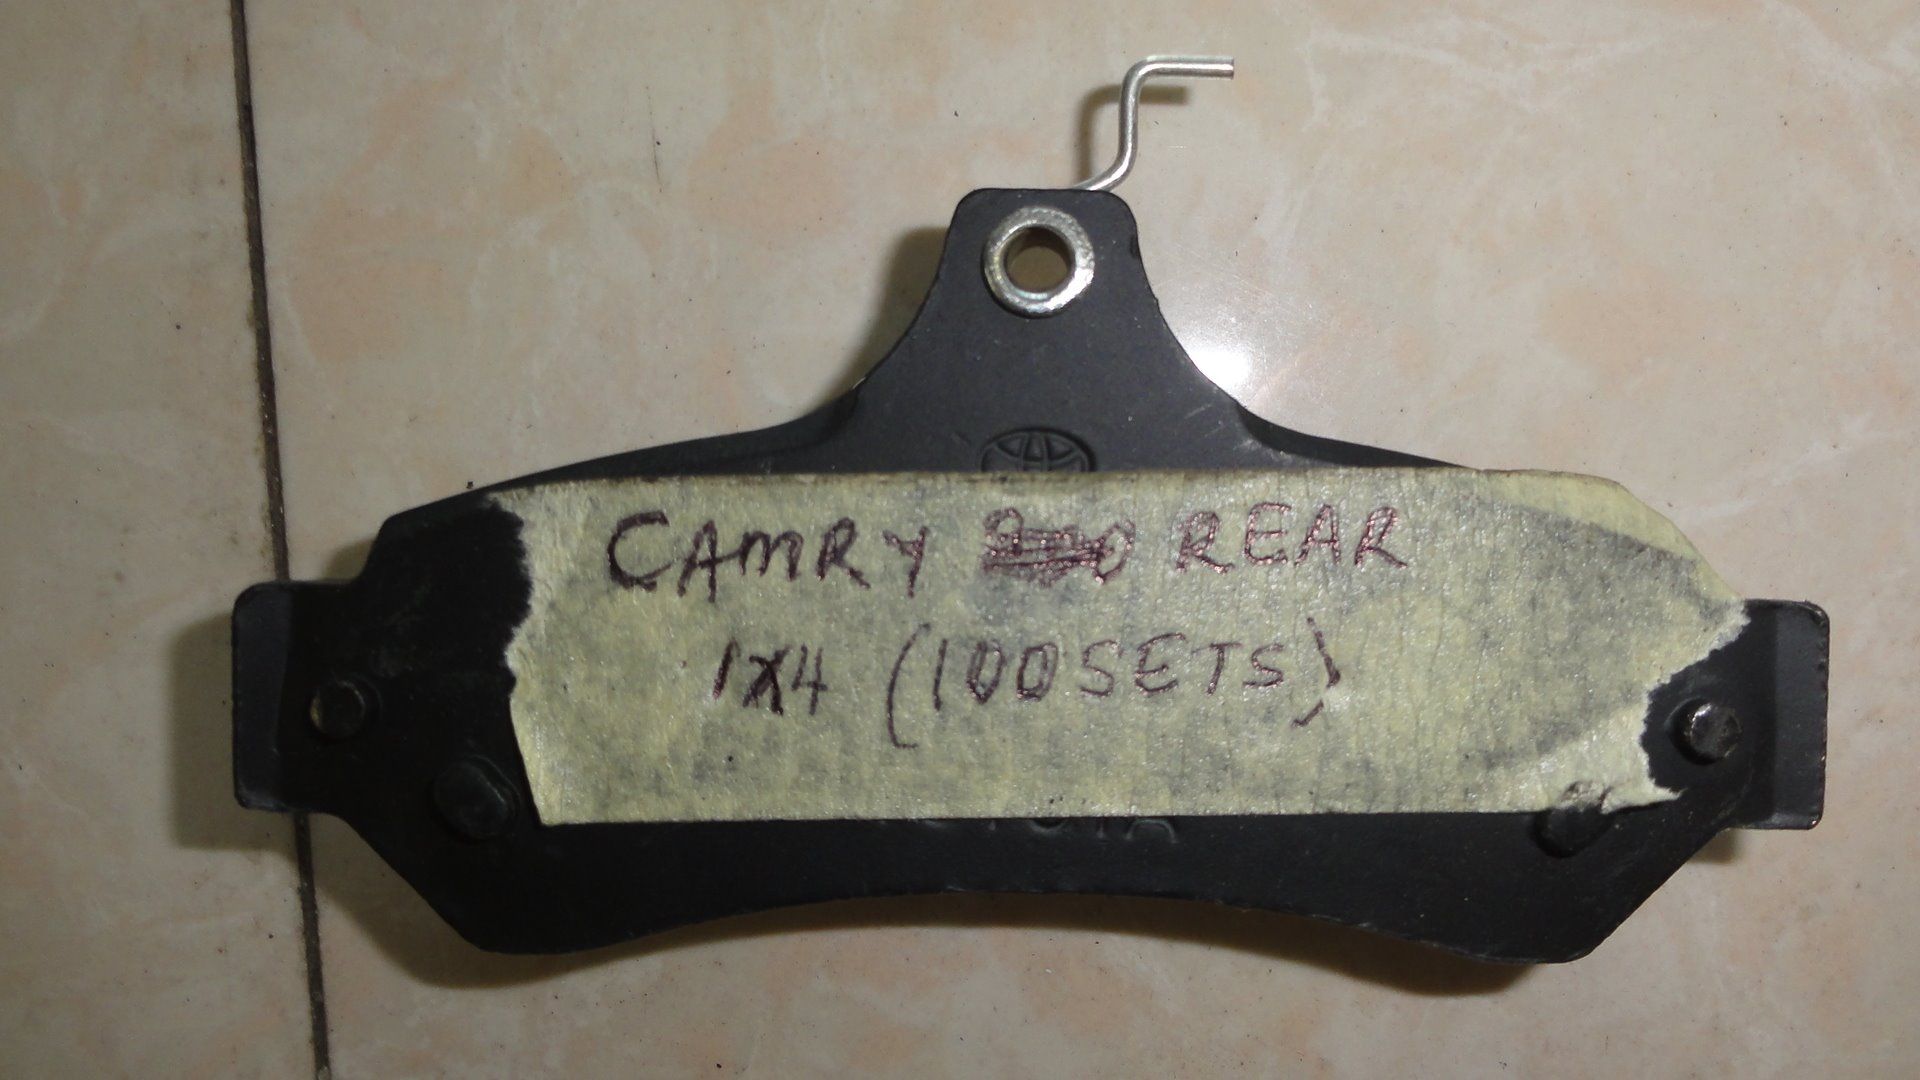 CAMRY REAR
1X4 (100SETS)